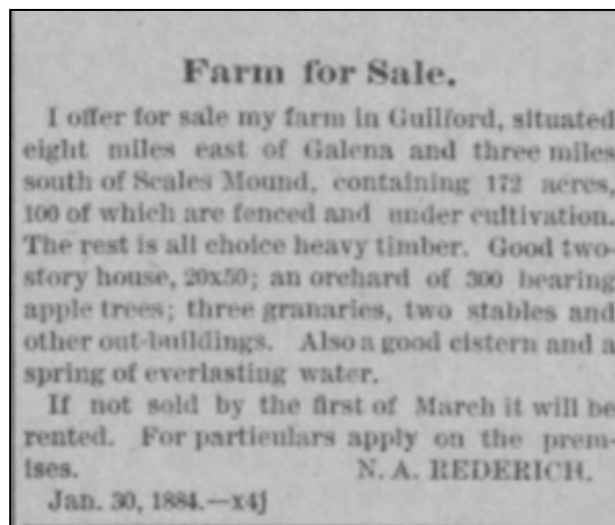 Farm for Sale.
I offer for sale my farm in Guilford, situated
eight miles east of Galena and three miles
south of Scales Mound, containing 172 acres,
100 of which are fenced and under cultivation.
The rest is all choice heavy timber. Good two-
story house, 20x50; an orchard of 300 bearing
apple trees; three granaries, two stables and
other out-buildings. Also a good cistern and a
spring of everlasting water.
If not sold by the first of March it will be
rented. For particulars apply on the prem-
ises. N. A. REDERICH.
Jan. 30, 1884.—x4j